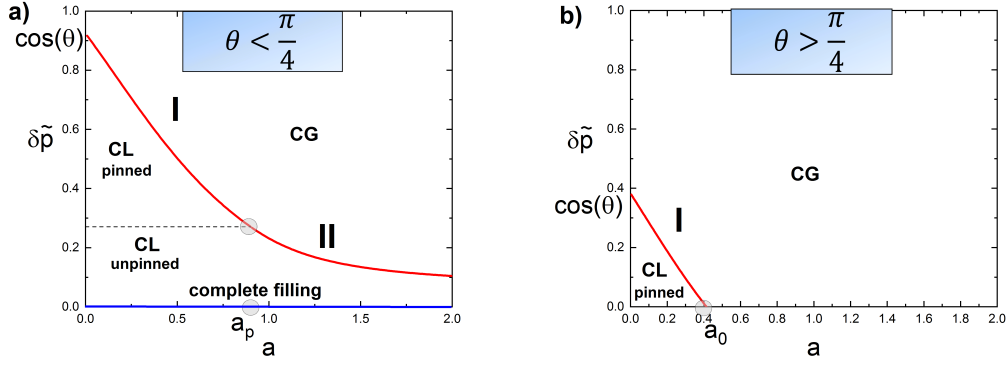 a)
θ < π/4
1.0
cos(θ)
0.8
I
0.6
δp̃
CG
CL
pinned
0.4
II
0.2
CL
unpinned
complete filling
0.0
0.0 0.5 1.0 1.5 2.0
aₚ
a
b)
θ > π/4
1.0
0.8
0.6
δp̃
CG
0.4
cos(θ)
I
0.2
CL
pinned
0.0
0.0 0.2 0.4 0.6 0.8 1.0 1.2 1.4 1.6 1.8 2.0
a₀
a